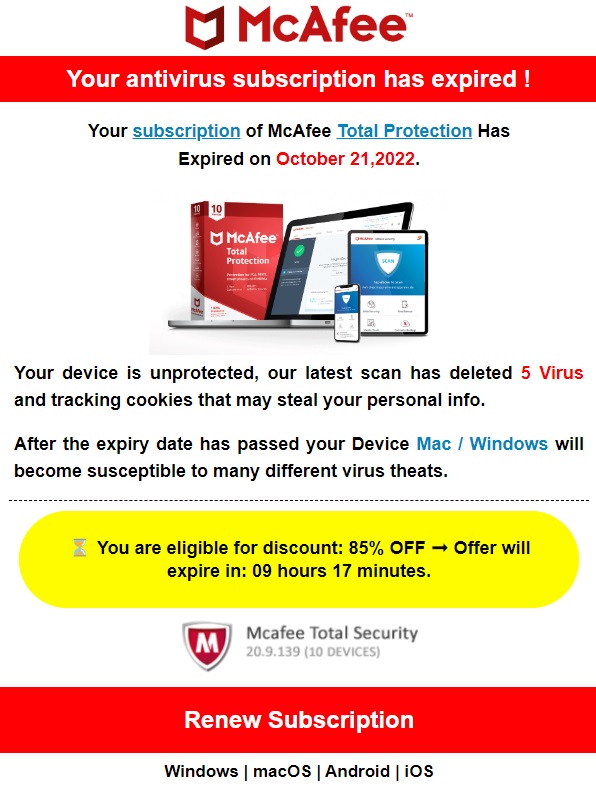 McAfee™
Your antivirus subscription has expired !
Your subscription of McAfee Total Protection Has
Expired on October 21,2022.
10
10
McAfee
Total
Protection
SCAN
Your device is unprotected, our latest scan has deleted 5 Virus
and tracking cookies that may steal your personal info.
After the expiry date has passed your Device Mac / Windows will
become susceptible to many different virus theats.
⏳ You are eligible for discount: 85% OFF ➞ Offer will
expire in: 09 hours 17 minutes.
Mcafee Total Security
20.9.139 (10 DEVICES)
Renew Subscription
Windows | macOS | Android | iOS